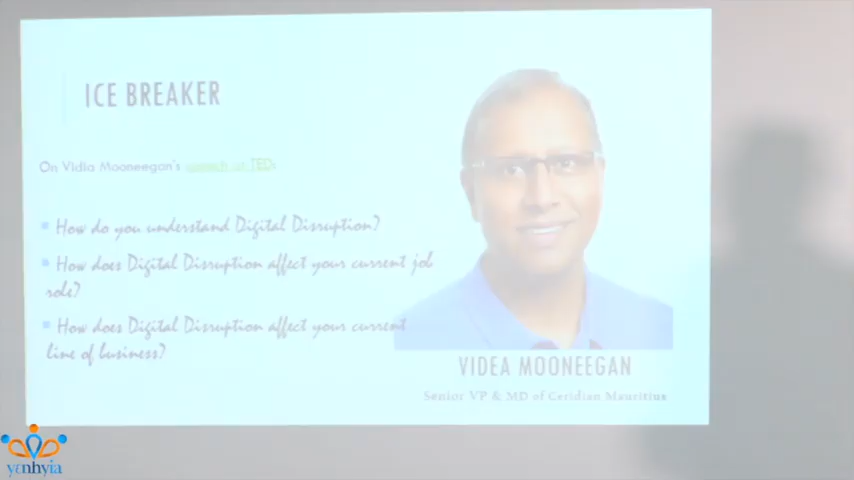 ICE BREAKER
On Vidia Mooneegan's speech at TED:
How do you understand Digital Disruption?
How does Digital Disruption affect your current job
role?
How does Digital Disruption affect your current
line of business?
VIDEA MOONEEGAN
Senior VP & MD of Ceridian Mauritius
yenhyia